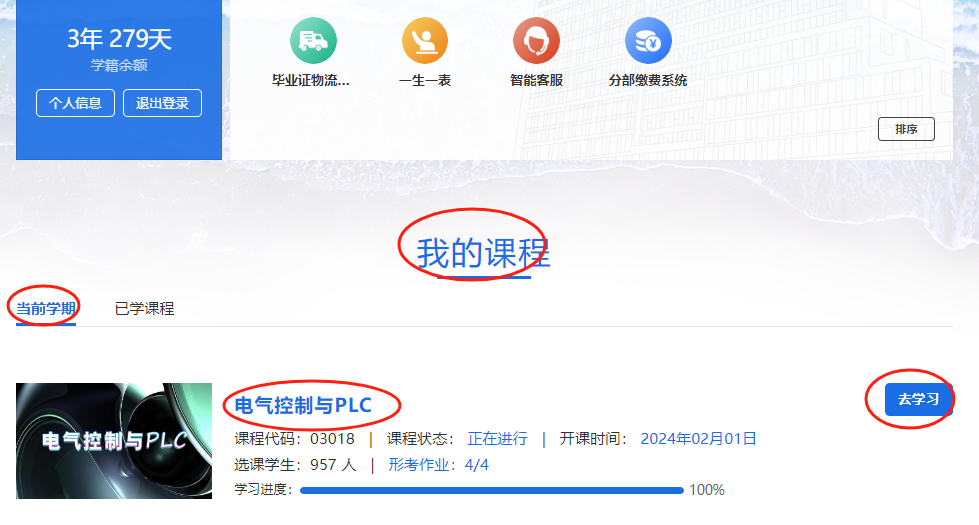 3年 279天
学籍余额
个人信息 退出登录
毕业证物流... 一生一表 智能客服 分部缴费系统
排序
我的课程
当前学期 已学课程
电气控制与PLC
电气控制与PLC
去学习
课程代码：03018 | 课程状态： 正在进行 | 开课时间： 2024年02月01日
选课学生：957 人 | 形考作业：4/4
学习进度： 100%